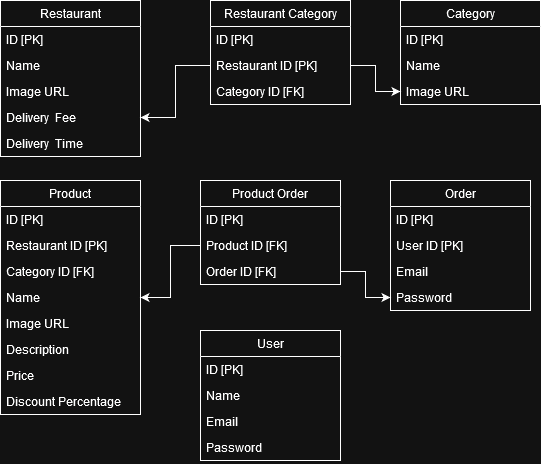 Restaurant
ID [PK]
Name
Image URL
Delivery Fee
Delivery Time
Restaurant Category
ID [PK]
Restaurant ID [PK]
Category ID [FK]
Category
ID [PK]
Name
Image URL
Product
ID [PK]
Restaurant ID [PK]
Category ID [FK]
Name
Image URL
Description
Price
Discount Percentage
Product Order
ID [PK]
Product ID [FK]
Order ID [FK]
Order
ID [PK]
User ID [PK]
Email
Password
User
ID [PK]
Name
Email
Password